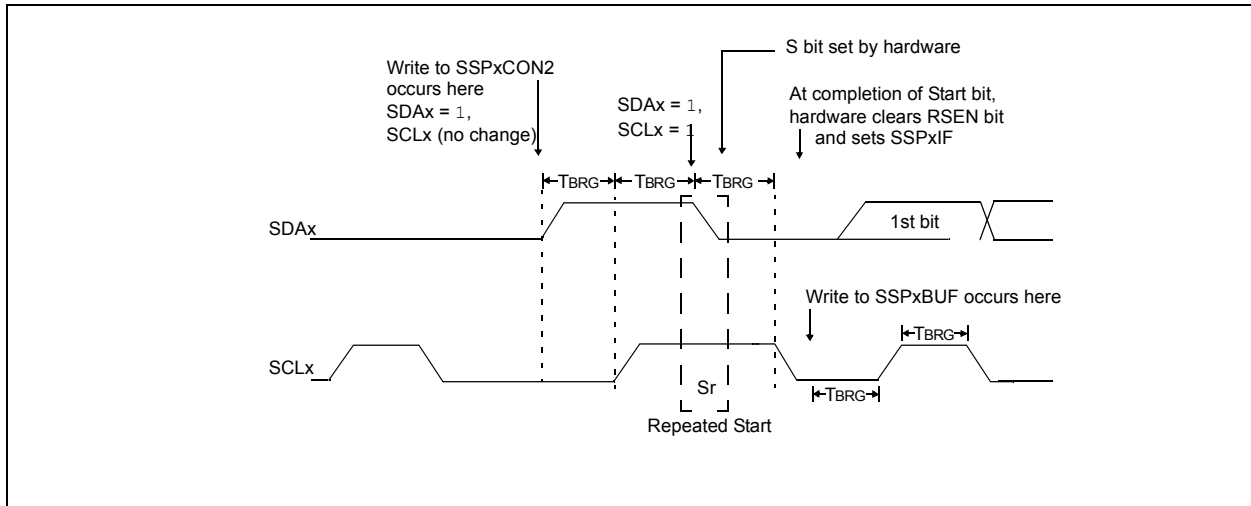 S bit set by hardware
Write to SSPxCON2
occurs here
SDAx = 1,
SCLx (no change)
SDAx = 1,
SCLx = 1
At completion of Start bit,
hardware clears RSEN bit
and sets SSPxIF
TBRG TBRG TBRG
SDAx
1st bit
Write to SSPxBUF occurs here
TBRG
SCLx
Sr
TBRG
Repeated Start